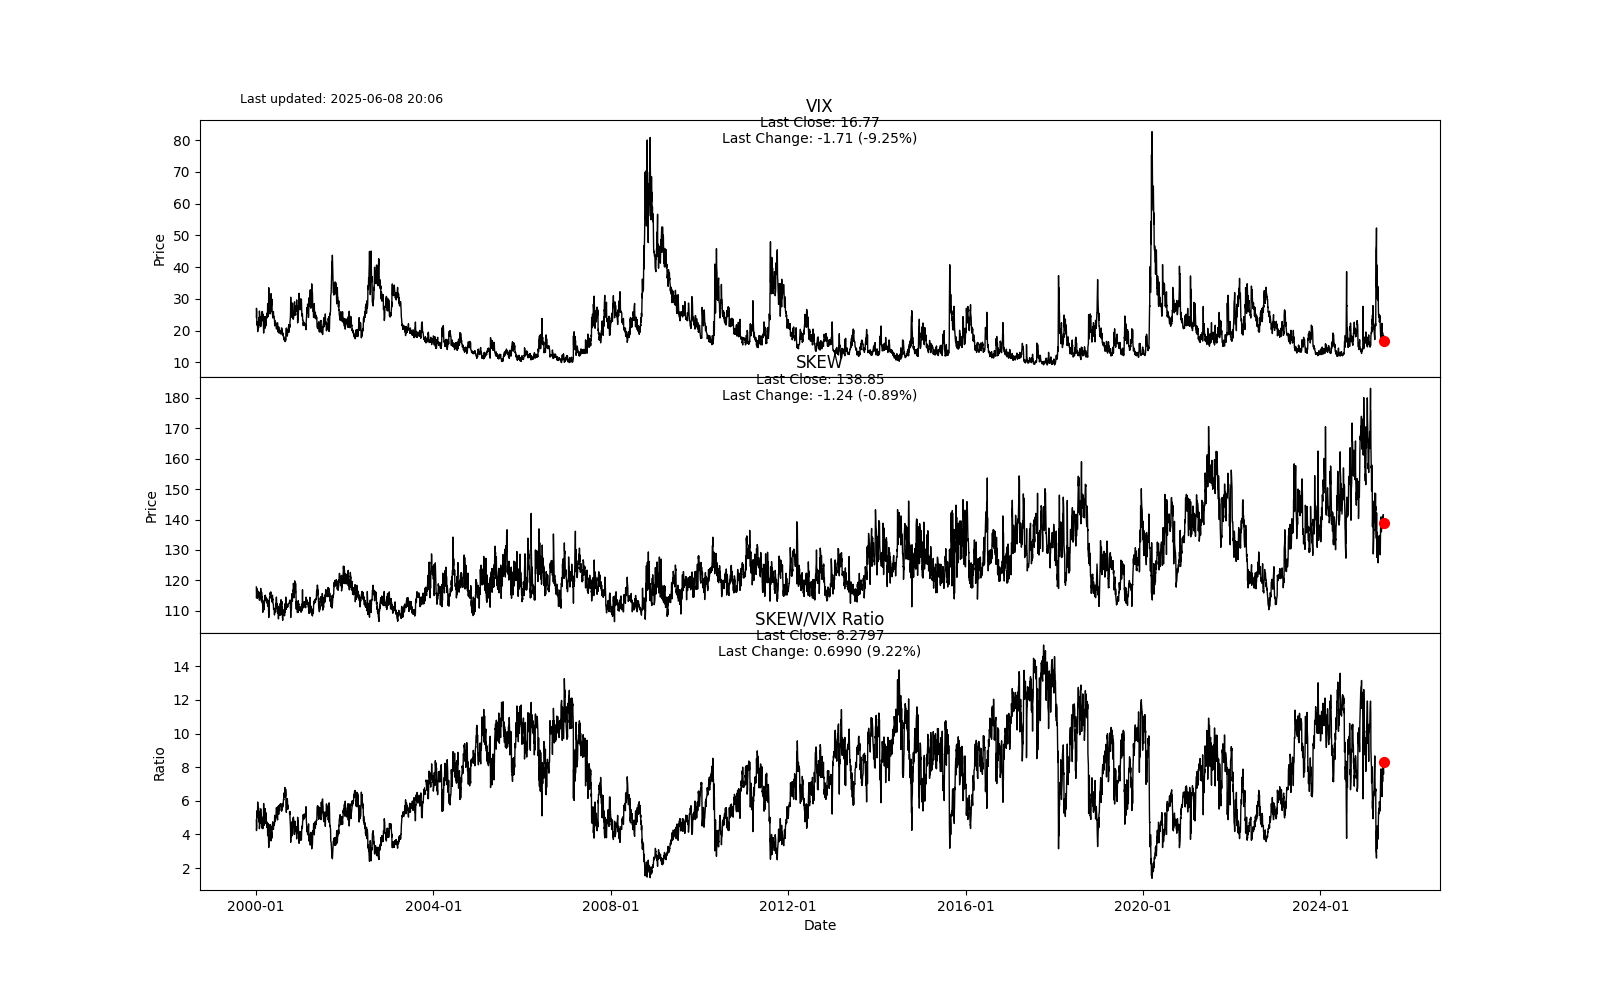 Last updated: 2025-06-08 20:06
VIX
Last Close: 16.77
Last Change: -1.71 (-9.25%)
80
70
60
50
40
30
20
10
Price
SKEW
Last Close: 138.85
Last Change: -1.24 (-0.89%)
180
170
160
150
140
130
120
110
Price
SKEW/VIX Ratio
Last Close: 8.2797
Last Change: 0.6990 (9.22%)
14
12
10
8
6
4
2
Ratio
2000-01 2004-01 2008-01 2012-01 2016-01 2020-01 2024-01
Date